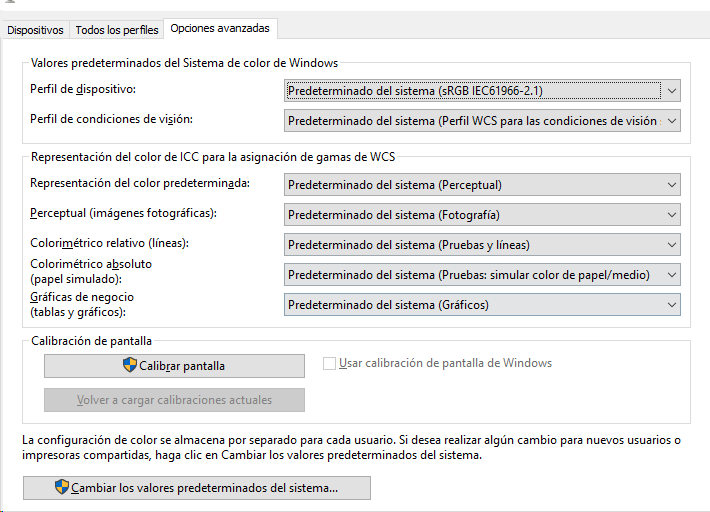 Dispositivos Todos los perfiles Opciones avanzadas
Valores predeterminados del Sistema de color de Windows
Perfil de dispositivo: Predeterminado del sistema (sRGB IEC61966-2.1)
Perfil de condiciones de visión: Predeterminado del sistema (Perfil WCS para las condiciones de visión
Representación del color de ICC para la asignación de gamas de WCS
Representación del color predeterminada: Predeterminado del sistema (Perceptual)
Perceptual (imágenes fotográficas): Predeterminado del sistema (Fotografía)
Colorimétrico relativo (líneas): Predeterminado del sistema (Pruebas y líneas)
Colorimétrico absoluto
(papel simulado): Predeterminado del sistema (Pruebas: simular color de papel/medio)
Gráficas de negocio
(tablas y gráficos): Predeterminado del sistema (Gráficos)
Calibración de pantalla
Calibrar pantalla Usar calibración de pantalla de Windows
Volver a cargar calibraciones actuales
La configuración de color se almacena por separado para cada usuario. Si desea realizar algún cambio para nuevos usuarios o
impresoras compartidas, haga clic en Cambiar los valores predeterminados del sistema.
Cambiar los valores predeterminados del sistema...